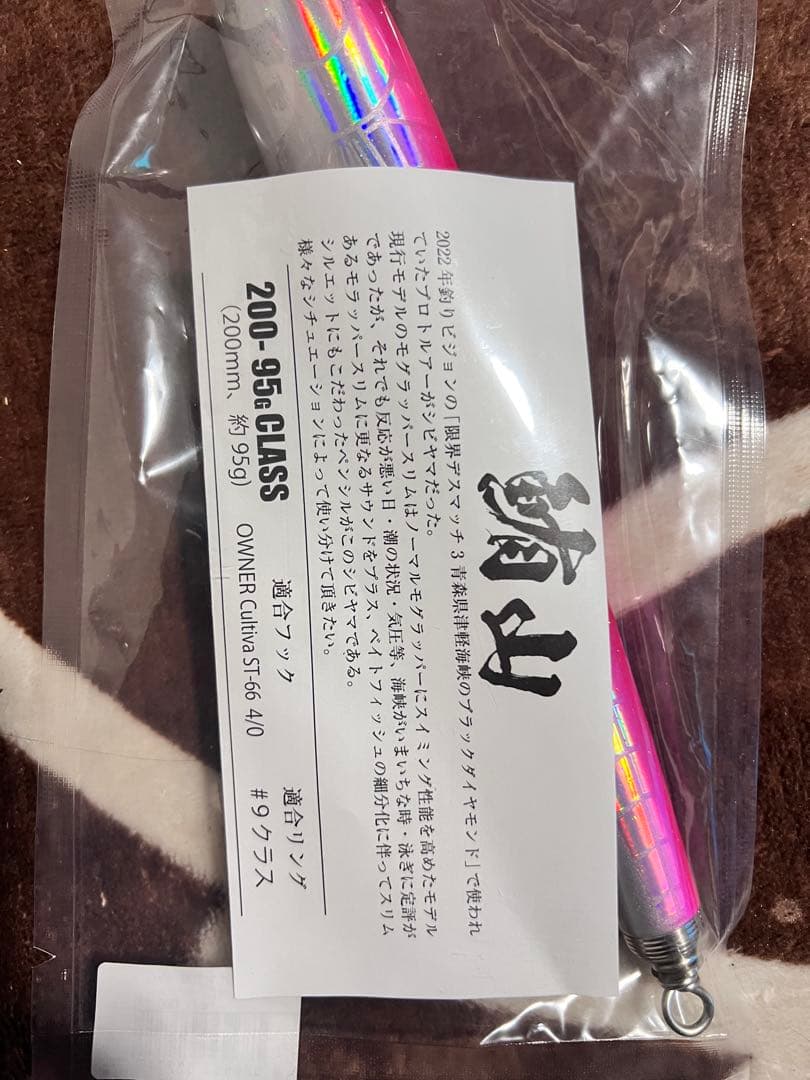 鮪山
2022年釣りビジョンの「限界デスマッチ3 青森県津軽海峡のブラックダイヤモンド」で使われ
ていたプロトルアーがシビヤマだった。
現行モデルのモグラッパースリムはノーマルモグラッパーにスイミング性能を高めたモデル
であったが、それでも反応が悪い日・潮の状況・気圧等、海峡がいまいちな時・泳ぎに定評が
あるモラッパースリムに更なるサウンドをプラス、ベイトフィッシュの細分化に伴ってスリム
シルエットにもこだわったペンシルがこのシビヤマである。
様々なシチュエーションによって使い分けて頂きたい。
適合フック 適合リング
200-95G CLASS OWNER Cultiva ST-66 4/0 #9クラス
(200mm、約95g)